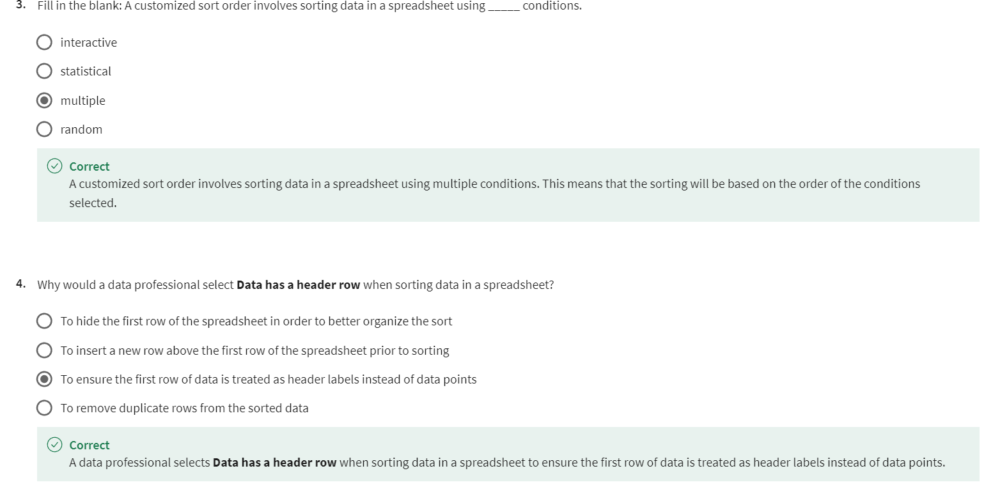 3. Fill in the blank: A customized sort order involves sorting data in a spreadsheet using _____ conditions.
interactive
statistical
multiple
random
Correct
A customized sort order involves sorting data in a spreadsheet using multiple conditions. This means that the sorting will be based on the order of the conditions
selected.
4. Why would a data professional select Data has a header row when sorting data in a spreadsheet?
To hide the first row of the spreadsheet in order to better organize the sort
To insert a new row above the first row of the spreadsheet prior to sorting
To ensure the first row of data is treated as header labels instead of data points
To remove duplicate rows from the sorted data
Correct
A data professional selects Data has a header row when sorting data in a spreadsheet to ensure the first row of data is treated as header labels instead of data points.